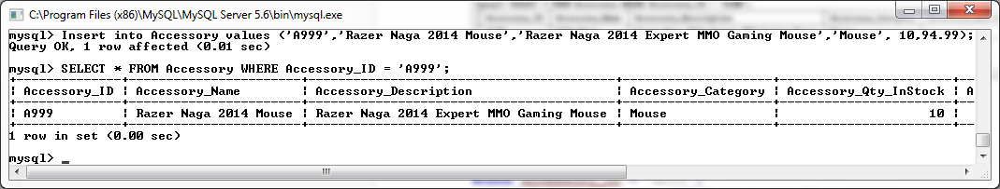 C:\Program Files (x86)\MySQL\MySQL Server 5.6\bin\mysql.exe
mysql> Insert into Accessory values ('A999','Razer Naga 2014 Mouse','Razer Naga 2014 Expert MMO Gaming Mouse','Mouse', 10,94.99);
Query OK, 1 row affected (0.01 sec)
mysql> SELECT * FROM Accessory WHERE Accessory_ID = 'A999';
| Accessory_ID | Accessory_Name | Accessory_Description | Accessory_Category | Accessory_Qty_InStock | A
| A999 | Razer Naga 2014 Mouse | Razer Naga 2014 Expert MMO Gaming Mouse | Mouse | 10 |
1 row in set (0.00 sec)
mysql> _